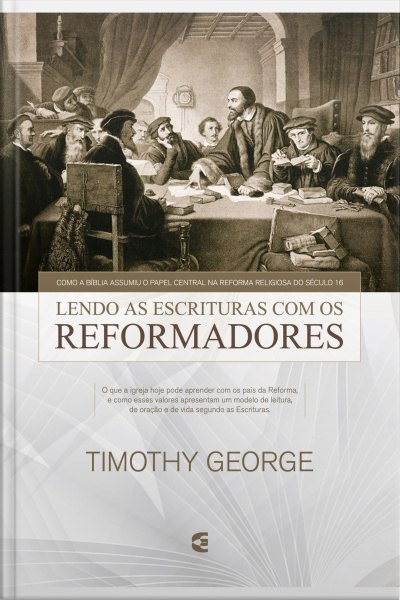 COMO A BÍBLIA ASSUMIU O PAPEL CENTRAL NA REFORMA RELIGIOSA DO SÉCULO 16
LENDO AS ESCRITURAS COM OS
REFORMADORES
O que a igreja hoje pode aprender com os pais da Reforma,
e como esses valores apresentam um modelo de leitura,
de oração e de vida segundo as Escrituras.
TIMOTHY GEORGE